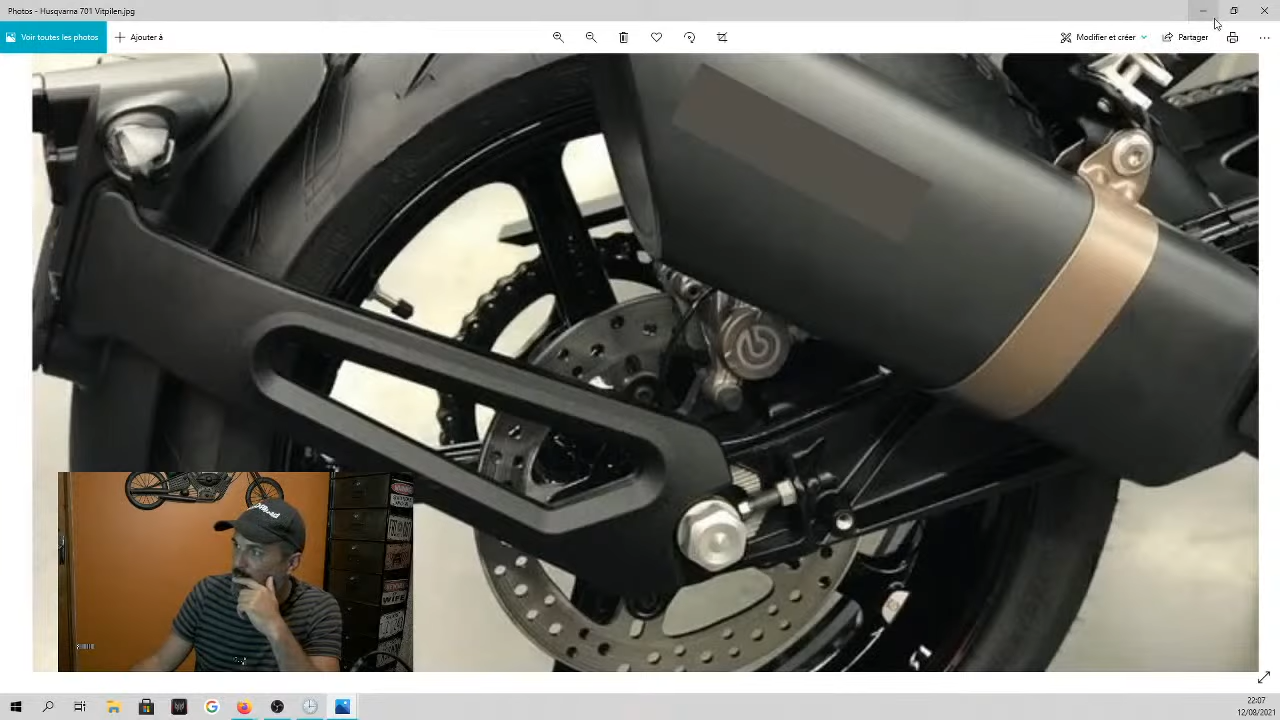 Photos - Husqvarna 701 Vitpilen.jpg
Voir toutes les photos
Ajouter à
Modifier et créer
Partager
WIFE
22:07
12/08/2021